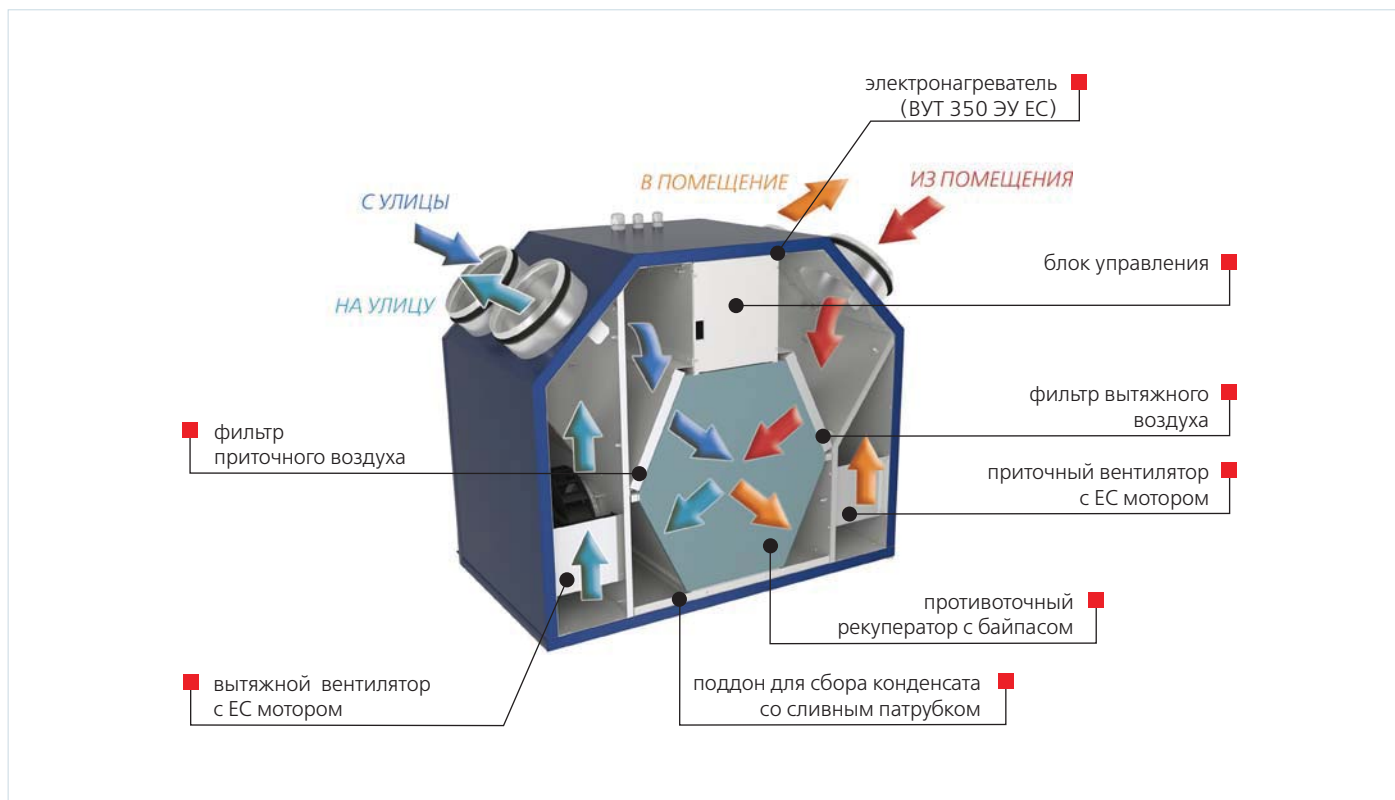 электронагреватель
(ВУТ 350 ЭУ ЕС)
В ПОМЕЩЕНИЕ
ИЗ ПОМЕЩЕНИЯ
С УЛИЦЫ
НА УЛИЦУ
блок управления
фильтр вытяжного
воздуха
фильтр
приточного воздуха
приточный вентилятор
с ЕС мотором
противоточный
рекуператор с байпасом
вытяжной вентилятор
с ЕС мотором
поддон для сбора конденсата
со сливным патрубком